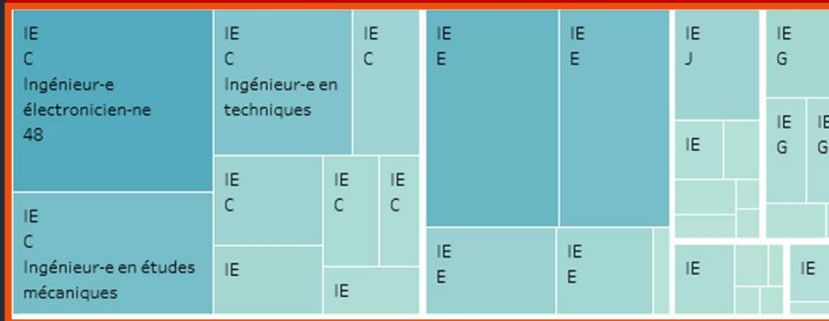 IE
C
Ingénieur-e
électronicien-ne
48
IE
C
Ingénieur-e en études
mécaniques
IE
C
Ingénieur-e en
techniques
IE
C
IE
C
IE
C
IE
C
IE
IE
IE
E
IE
E
IE
E
IE
E
IE
J
IE
IE
G
IE
G
IE
G
IE
IE